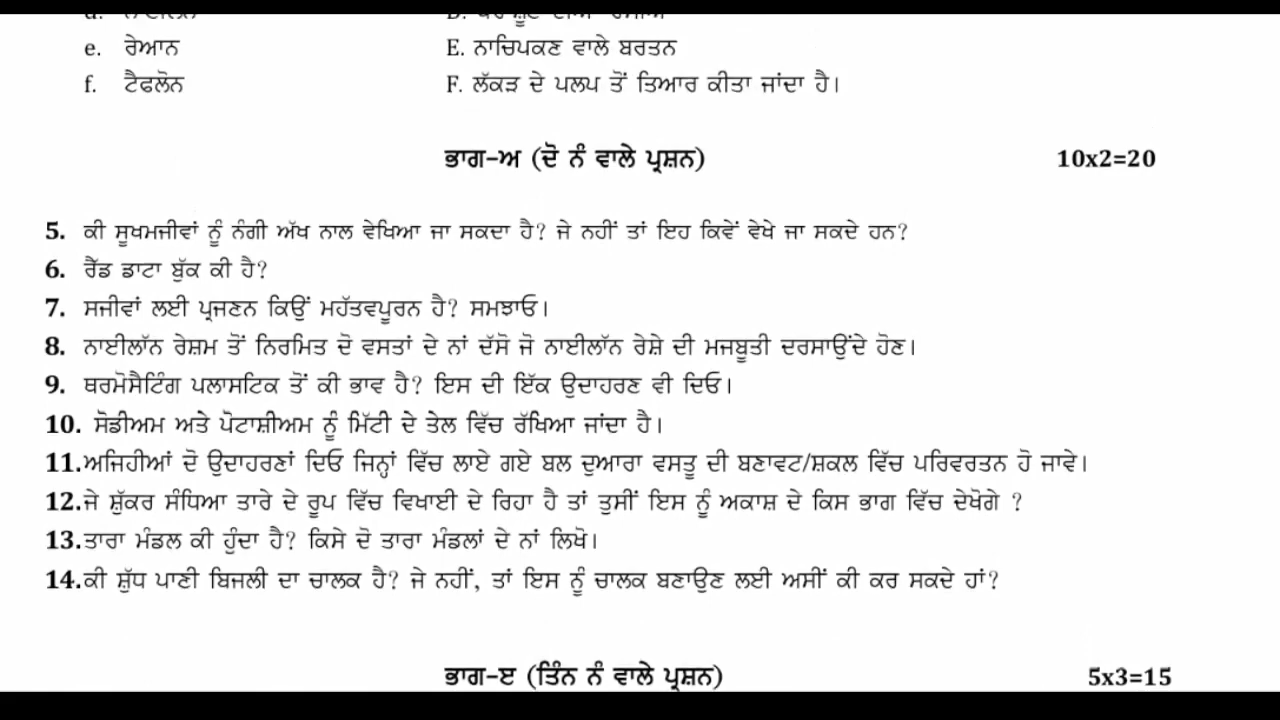 e. ਰੇਆਨ E. ਨਾਚਿਪਕਣ ਵਾਲੇ ਬਰਤਨ
f. ਟੈਫਲੋਨ F. ਲੱਕੜ ਦੇ ਪਲਪ ਤੋਂ ਤਿਆਰ ਕੀਤਾ ਜਾਂਦਾ ਹੈ।
ਭਾਗ-ਅ (ਦੋ ਨੰ ਵਾਲੇ ਪ੍ਰਸ਼ਨ) 10x2=20
5. ਕੀ ਸੂਖਮਜੀਵਾਂ ਨੂੰ ਨੰਗੀ ਅੱਖ ਨਾਲ ਵੇਖਿਆ ਜਾ ਸਕਦਾ ਹੈ? ਜੇ ਨਹੀਂ ਤਾਂ ਇਹ ਕਿਵੇਂ ਵੇਖੇ ਜਾ ਸਕਦੇ ਹਨ?
6. ਰੈੱਡ ਡਾਟਾ ਬੁੱਕ ਕੀ ਹੈ?
7. ਸਜੀਵਾਂ ਲਈ ਪ੍ਰਜਣਨ ਕਿਉਂ ਮਹੱਤਵਪੂਰਨ ਹੈ? ਸਮਝਾਓ।
8. ਨਾਈਲਾੱਨ ਰੇਸ਼ਮ ਤੋਂ ਨਿਰਮਿਤ ਦੋ ਵਸਤਾਂ ਦੇ ਨਾਂ ਦੱਸੋ ਜੋ ਨਾਈਲਾੱਨ ਰੇਸ਼ੇ ਦੀ ਮਜਬੂਤੀ ਦਰਸਾਉਂਦੇ ਹੋਣ।
9. ਥਰਮੋਸੈਟਿੰਗ ਪਲਾਸਟਿਕ ਤੋਂ ਕੀ ਭਾਵ ਹੈ? ਇਸ ਦੀ ਇੱਕ ਉਦਾਹਰਣ ਵੀ ਦਿਓ।
10. ਸੋਡੀਅਮ ਅਤੇ ਪੋਟਾਸ਼ੀਅਮ ਨੂੰ ਮਿੱਟੀ ਦੇ ਤੇਲ ਵਿੱਚ ਰੱਖਿਆ ਜਾਂਦਾ ਹੈ।
11.ਅਜਿਹੀਆਂ ਦੋ ਉਦਾਹਰਣਾਂ ਦਿਓ ਜਿਨ੍ਹਾਂ ਵਿੱਚ ਲਾਏ ਗਏ ਬਲ ਦੁਆਰਾ ਵਸਤੂ ਦੀ ਬਣਾਵਟ/ਸ਼ਕਲ ਵਿੱਚ ਪਰਿਵਰਤਨ ਹੋ ਜਾਵੇ।
12.ਜੇ ਸ਼ੁੱਕਰ ਸੰਧਿਆ ਤਾਰੇ ਦੇ ਰੂਪ ਵਿੱਚ ਵਿਖਾਈ ਦੇ ਰਿਹਾ ਹੈ ਤਾਂ ਤੁਸੀਂ ਇਸ ਨੂੰ ਅਕਾਸ਼ ਦੇ ਕਿਸ ਭਾਗ ਵਿੱਚ ਦੇਖੋਗੇ ?
13.ਤਾਰਾ ਮੰਡਲ ਕੀ ਹੁੰਦਾ ਹੈ? ਕਿਸੇ ਦੋ ਤਾਰਾ ਮੰਡਲਾਂ ਦੇ ਨਾਂ ਲਿਖੋ।
14.ਕੀ ਸ਼ੁੱਧ ਪਾਣੀ ਬਿਜਲੀ ਦਾ ਚਾਲਕ ਹੈ? ਜੇ ਨਹੀਂ, ਤਾਂ ਇਸ ਨੂੰ ਚਾਲਕ ਬਣਾਉਣ ਲਈ ਅਸੀਂ ਕੀ ਕਰ ਸਕਦੇ ਹਾਂ?
ਭਾਗ-ੲ (ਤਿੰਨ ਨੰ ਵਾਲੇ ਪ੍ਰਸ਼ਨ) 5x3=15